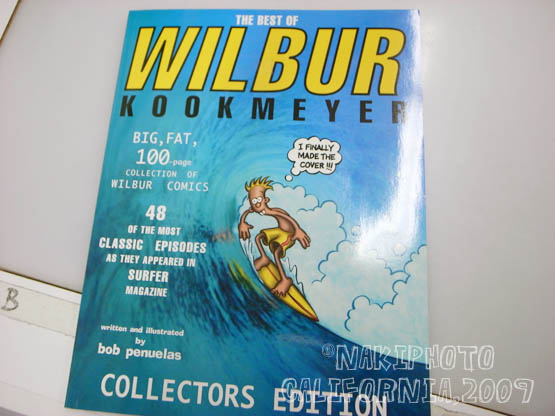 THE BEST OF
WILBUR
KOOKMEYER
BIG, FAT,
100-page
COLLECTION OF
WILBUR COMICS
I FINALLY
MADE THE
COVER !!!
48
OF THE MOST
CLASSIC EPISODES
AS THEY APPEARED IN
SURFER
MAGAZINE
B
written and illustrated
by
bob penuelas
COLLECTORS EDITION
©NAKIPHOTO
CALIFORNIA,2009